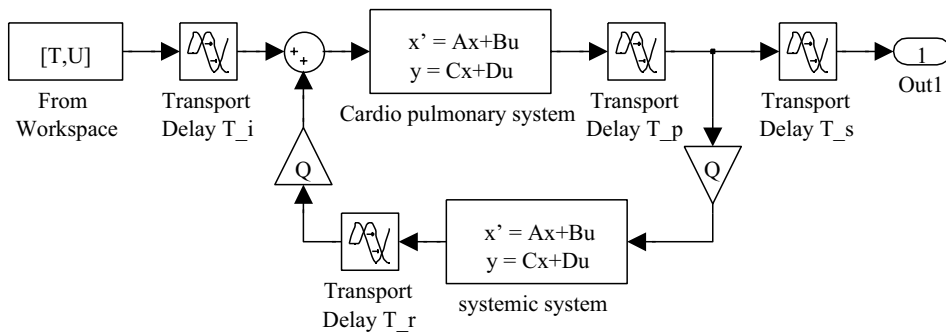 [T,U]
From
Workspace
Transport
Delay T_i
+
+
x’ = Ax+Bu
y = Cx+Du
Cardio pulmonary system
Transport
Delay T_p
Transport
Delay T_s
1
Out1
Q
Q
Transport
Delay T_r
x’ = Ax+Bu
y = Cx+Du
systemic system